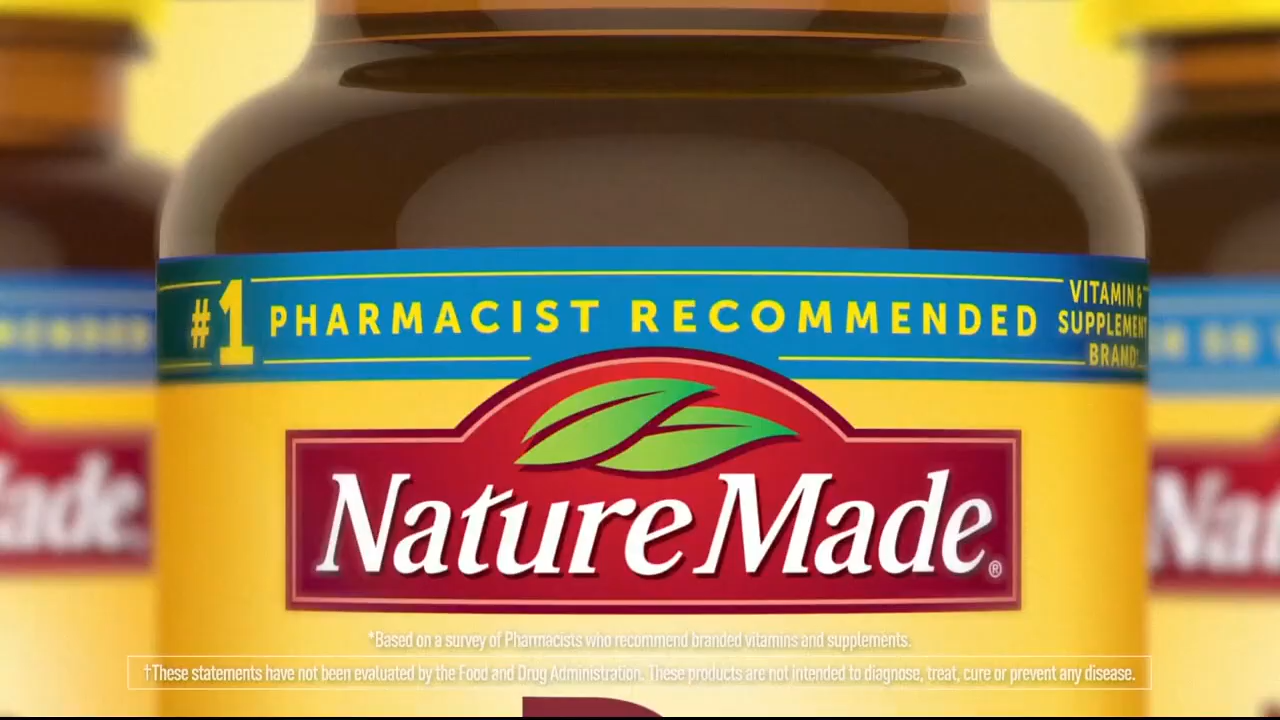 #1 PHARMACIST RECOMMENDED
VITAMIN &
SUPPLEMENT
BRAND*
Nature Made®
*Based on a survey of Pharmacists who recommend branded vitamins and supplements.
†These statements have not been evaluated by the Food and Drug Administration. These products are not intended to diagnose, treat, cure or prevent any disease.
ade
Nat